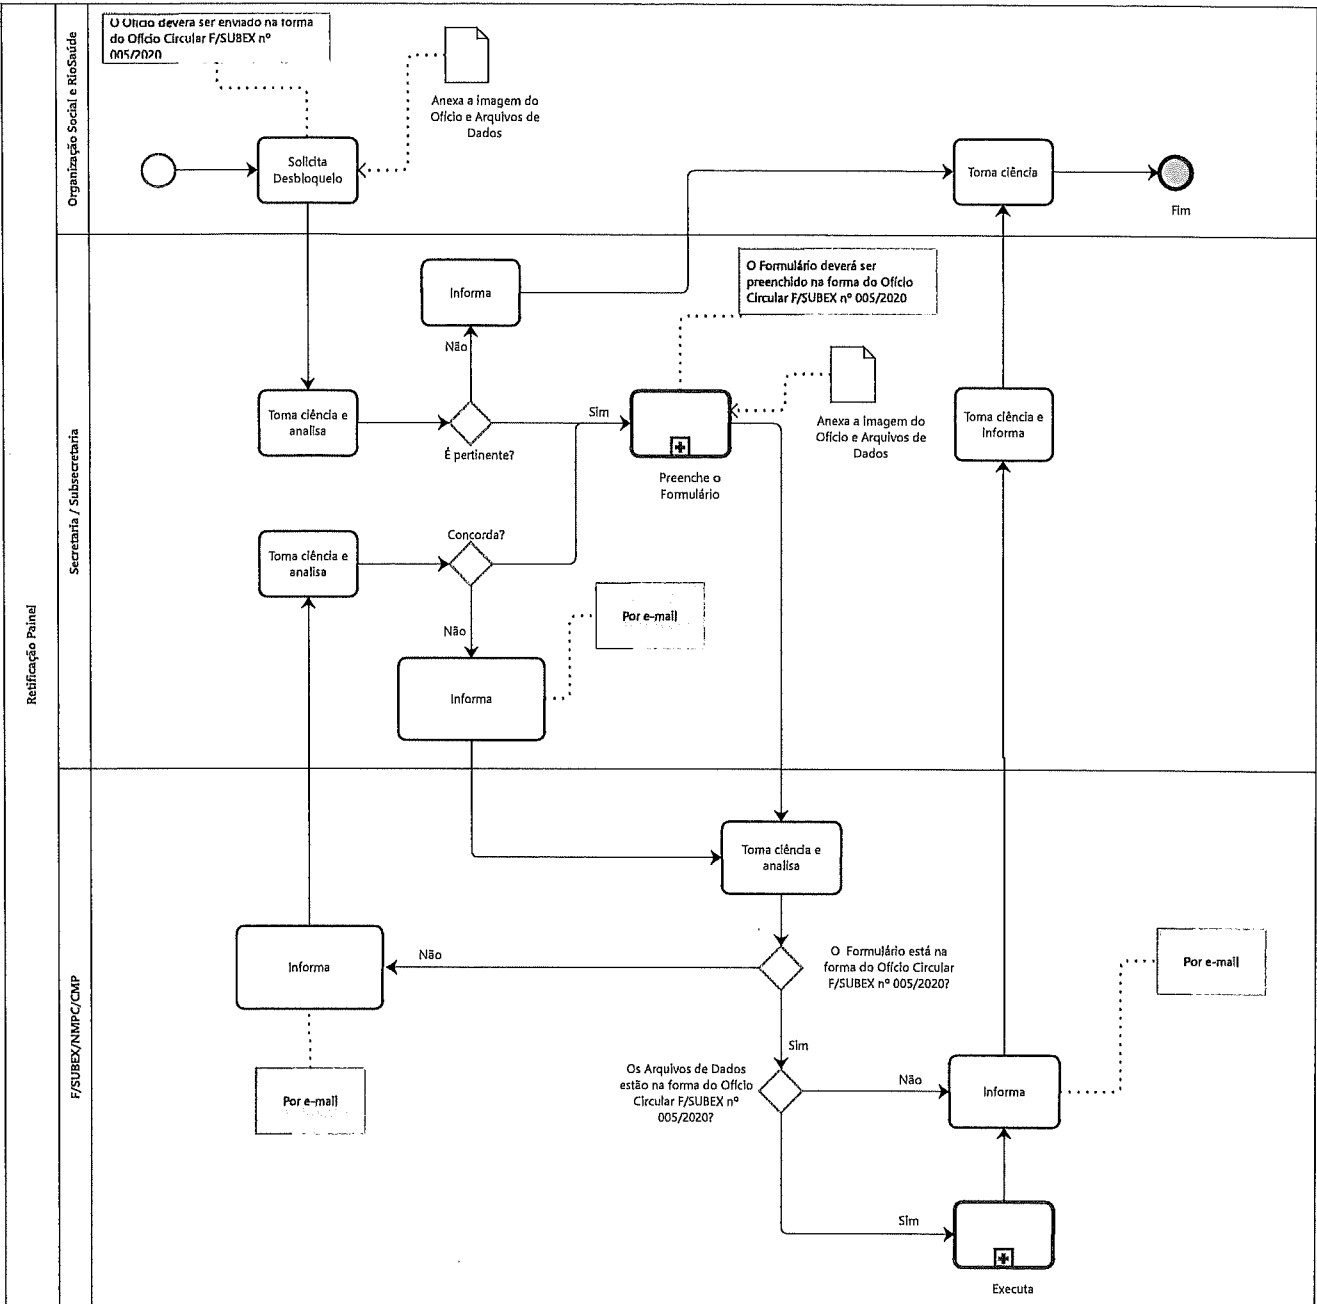 Retificação Painel
Organização Social e RioSaúde
O Ofício deverá ser enviado na forma
do Ofício Circular F/SUBEX nº
005/2020
Anexa a imagem do
Ofício e Arquivos de
Dados
Solicita
Desbloqueio
Toma ciência
Fim
Secretaria / Subsecretaria
Informa
O Formulário deverá ser
preenchido na forma do Ofício
Circular F/SUBEX nº 005/2020
Não
Toma ciência e
analisa
É pertinente?
Sim
Preenche o
Formulário
Anexa a imagem do
Ofício e Arquivos de
Dados
Toma ciência e
Informa
Toma ciência e
analisa
Concorda?
Não
Por e-mail
Informa
F/SUBEX/NMPC/CMP
Toma ciência e
analisa
Informa
Não
O Formulário está na
forma do Ofício Circular
F/SUBEX nº 005/2020?
Por e-mail
Sim
Por e-mail
Os Arquivos de Dados
estão na forma do Ofício
Circular F/SUBEX nº
005/2020?
Não
Informa
Sim
Executa